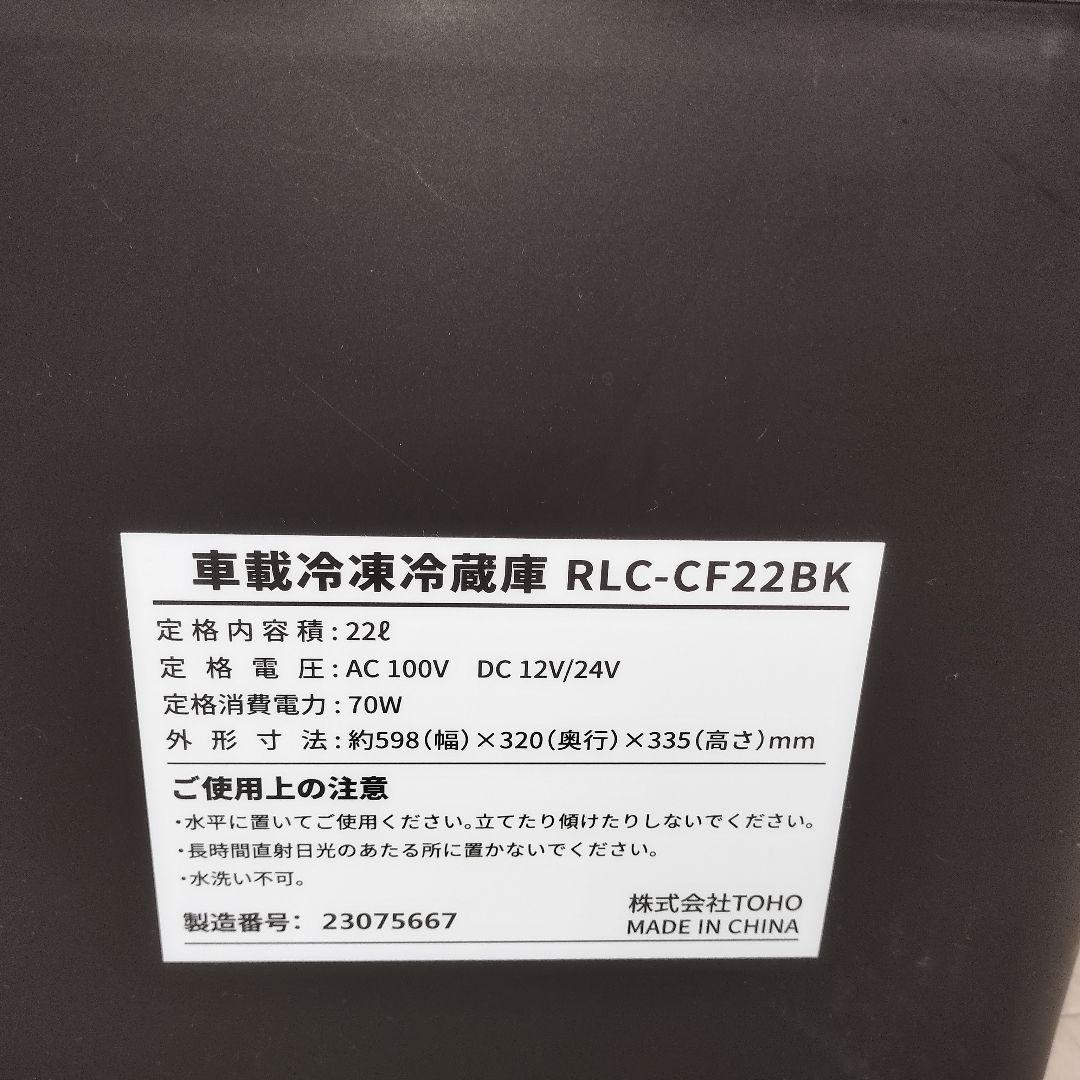 車載冷凍冷蔵庫 RLC-CF22BK
定格内容積：22ℓ
定格電圧：AC 100V DC 12V/24V
定格消費電力：70W
外形寸法：約598（幅）×320（奥行）×335（高さ）mm
ご使用上の注意
・水平に置いてご使用ください。立てたり傾けたりしないでください。
・長時間直射日光のあたる所に置かないでください。
・水洗い不可。
製造番号： 23075667
株式会社TOHO
MADE IN CHINA